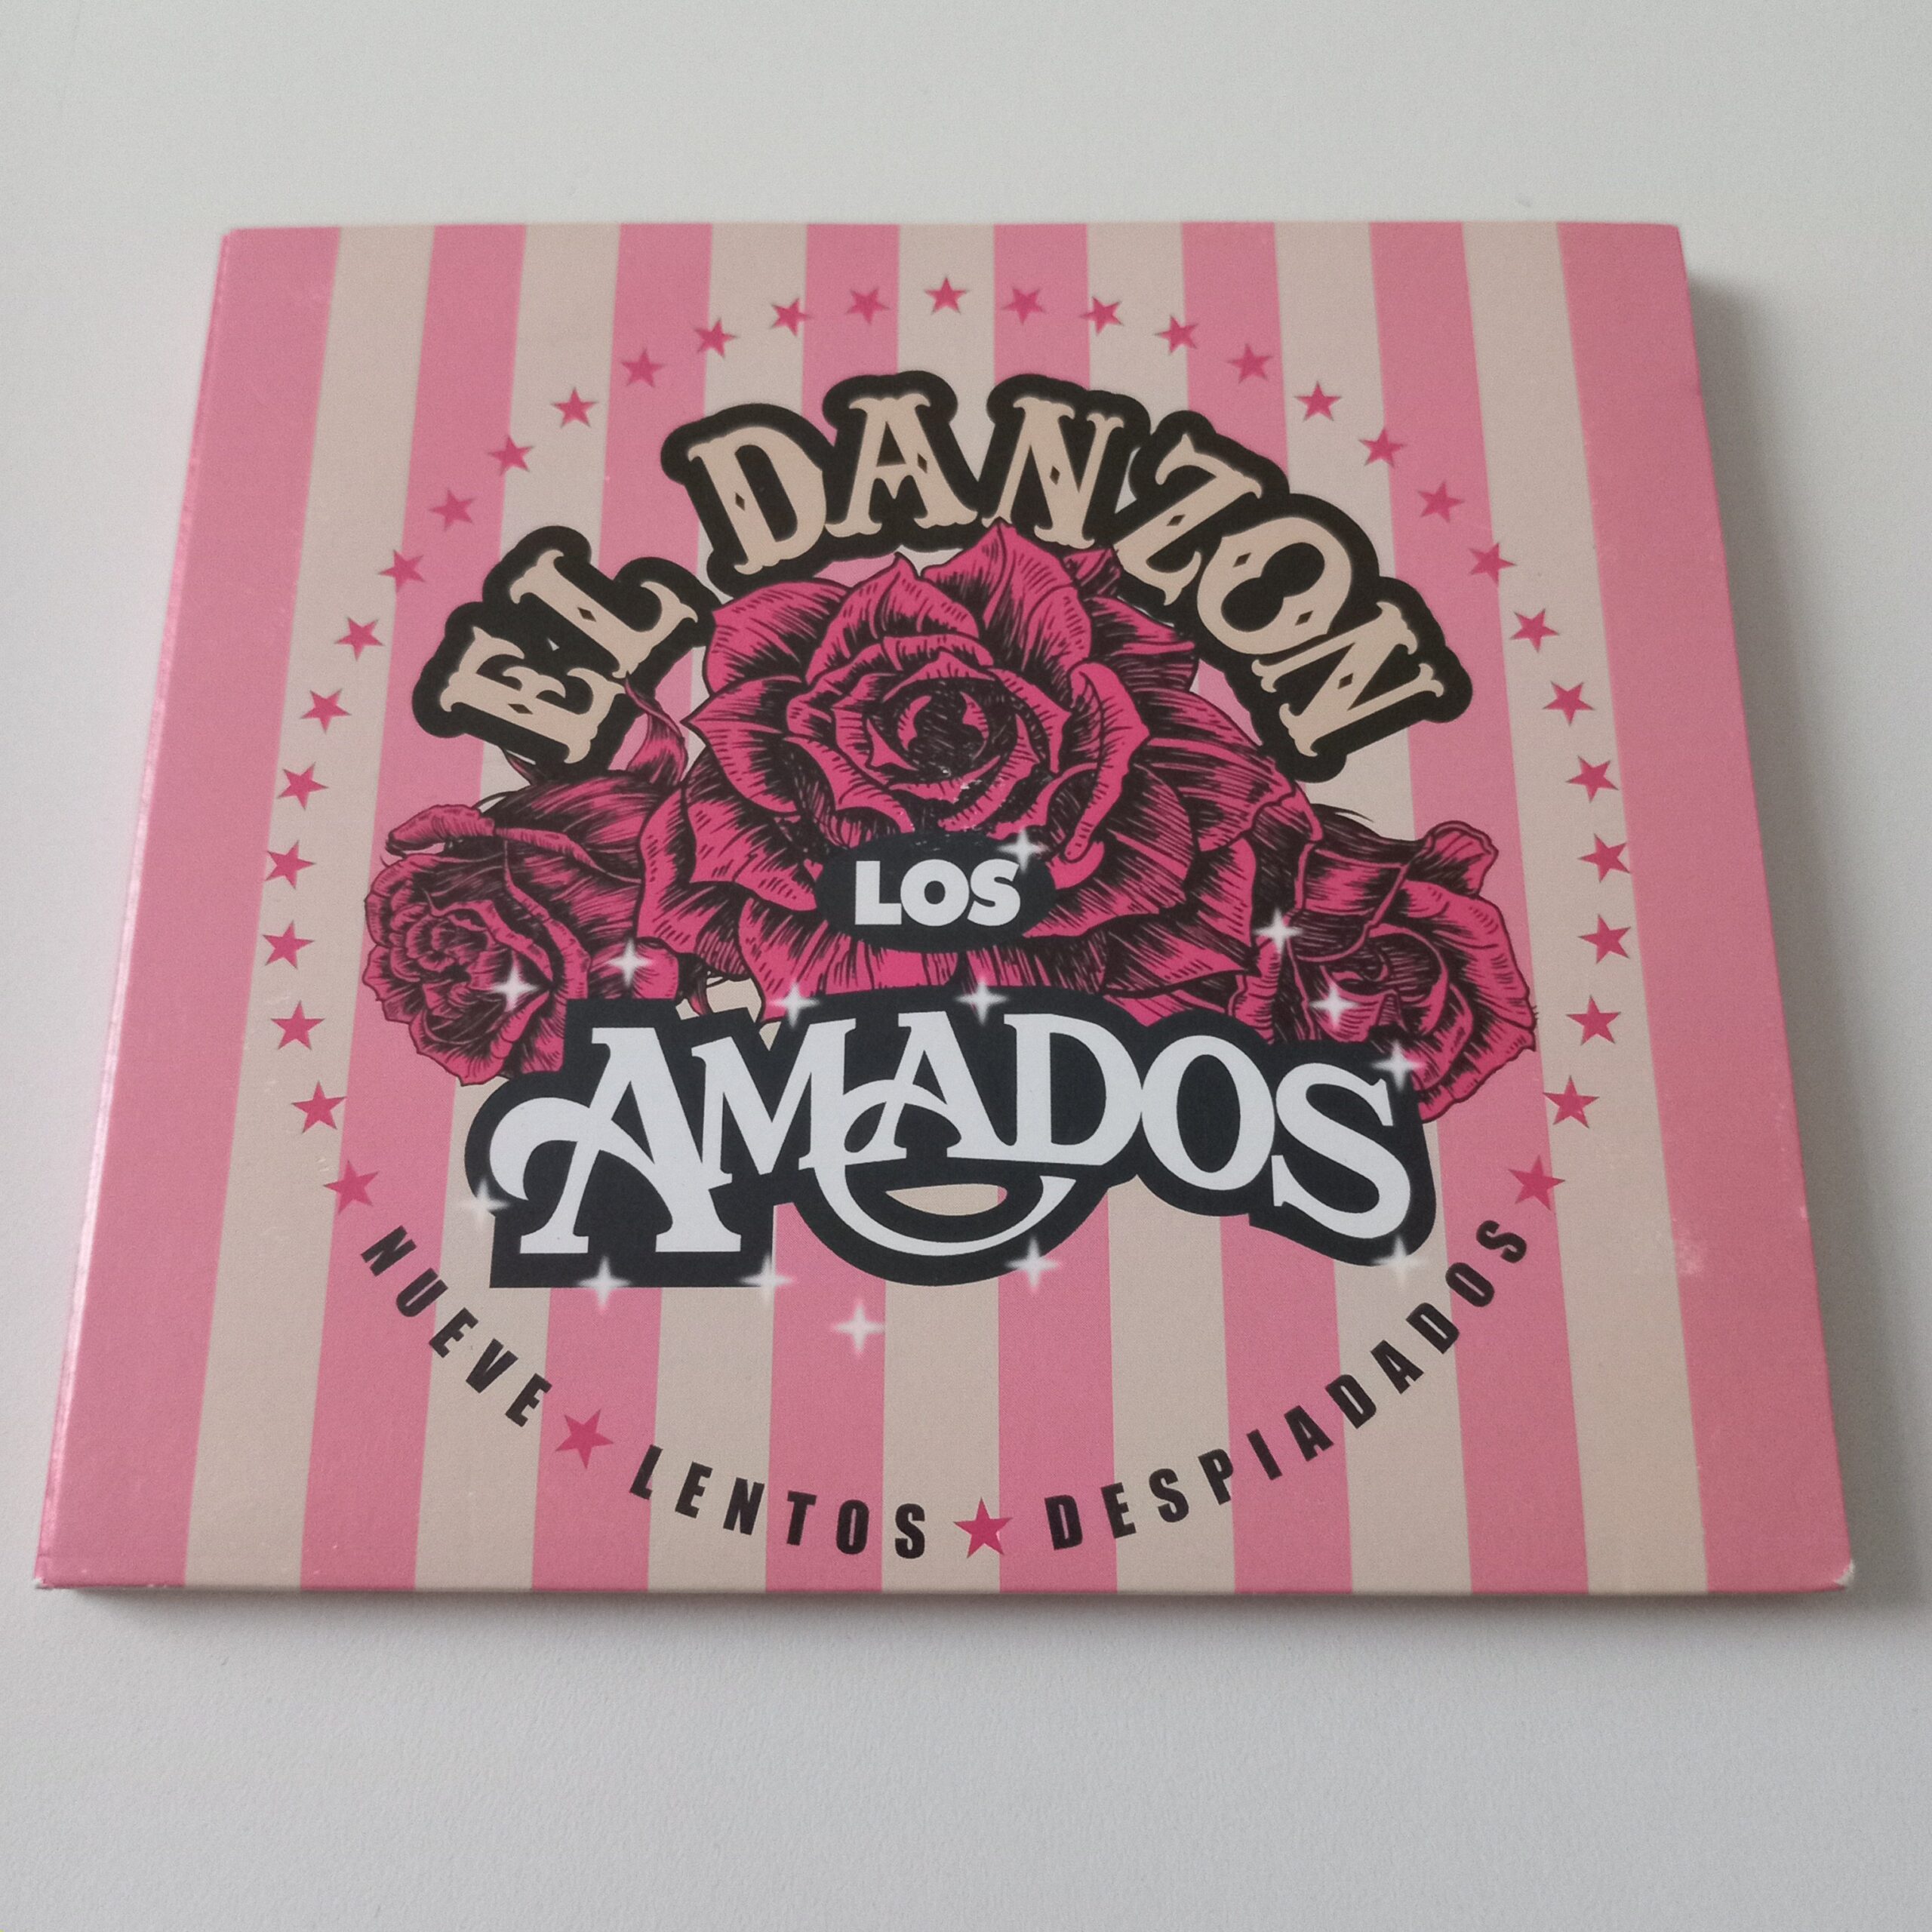 EL DANZON
LOS
AMADOS
NUEVE ★ LENTOS ★ DESPIADADOS